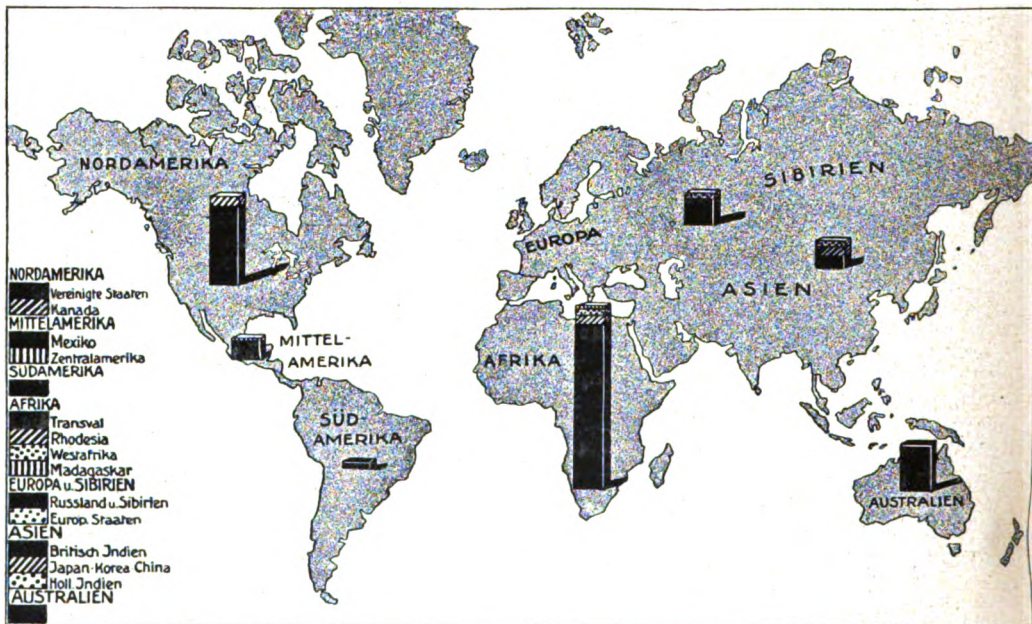 NORDAMERIKA
SIBIRIEN
EUROPA
ASIEN
MITTEL-
AMERIKA
AFRIKA
SÜD-
AMERIKA
AUSTRALIEN
NORDAMERIKA
Vereinigte Staaten
Kanada
MITTELAMERIKA
Mexiko
Zentralamerika
SÜDAMERIKA
AFRIKA
Transval
Rhodesia
Wesrafrika
Madagaskar
EUROPA u. SIBIRIEN
Russland u. Sibirien
Europ. Staaten
ASIEN
Britisch Jndien
Japan-Korea China
Holl. Jndien
AUSTRALIEN